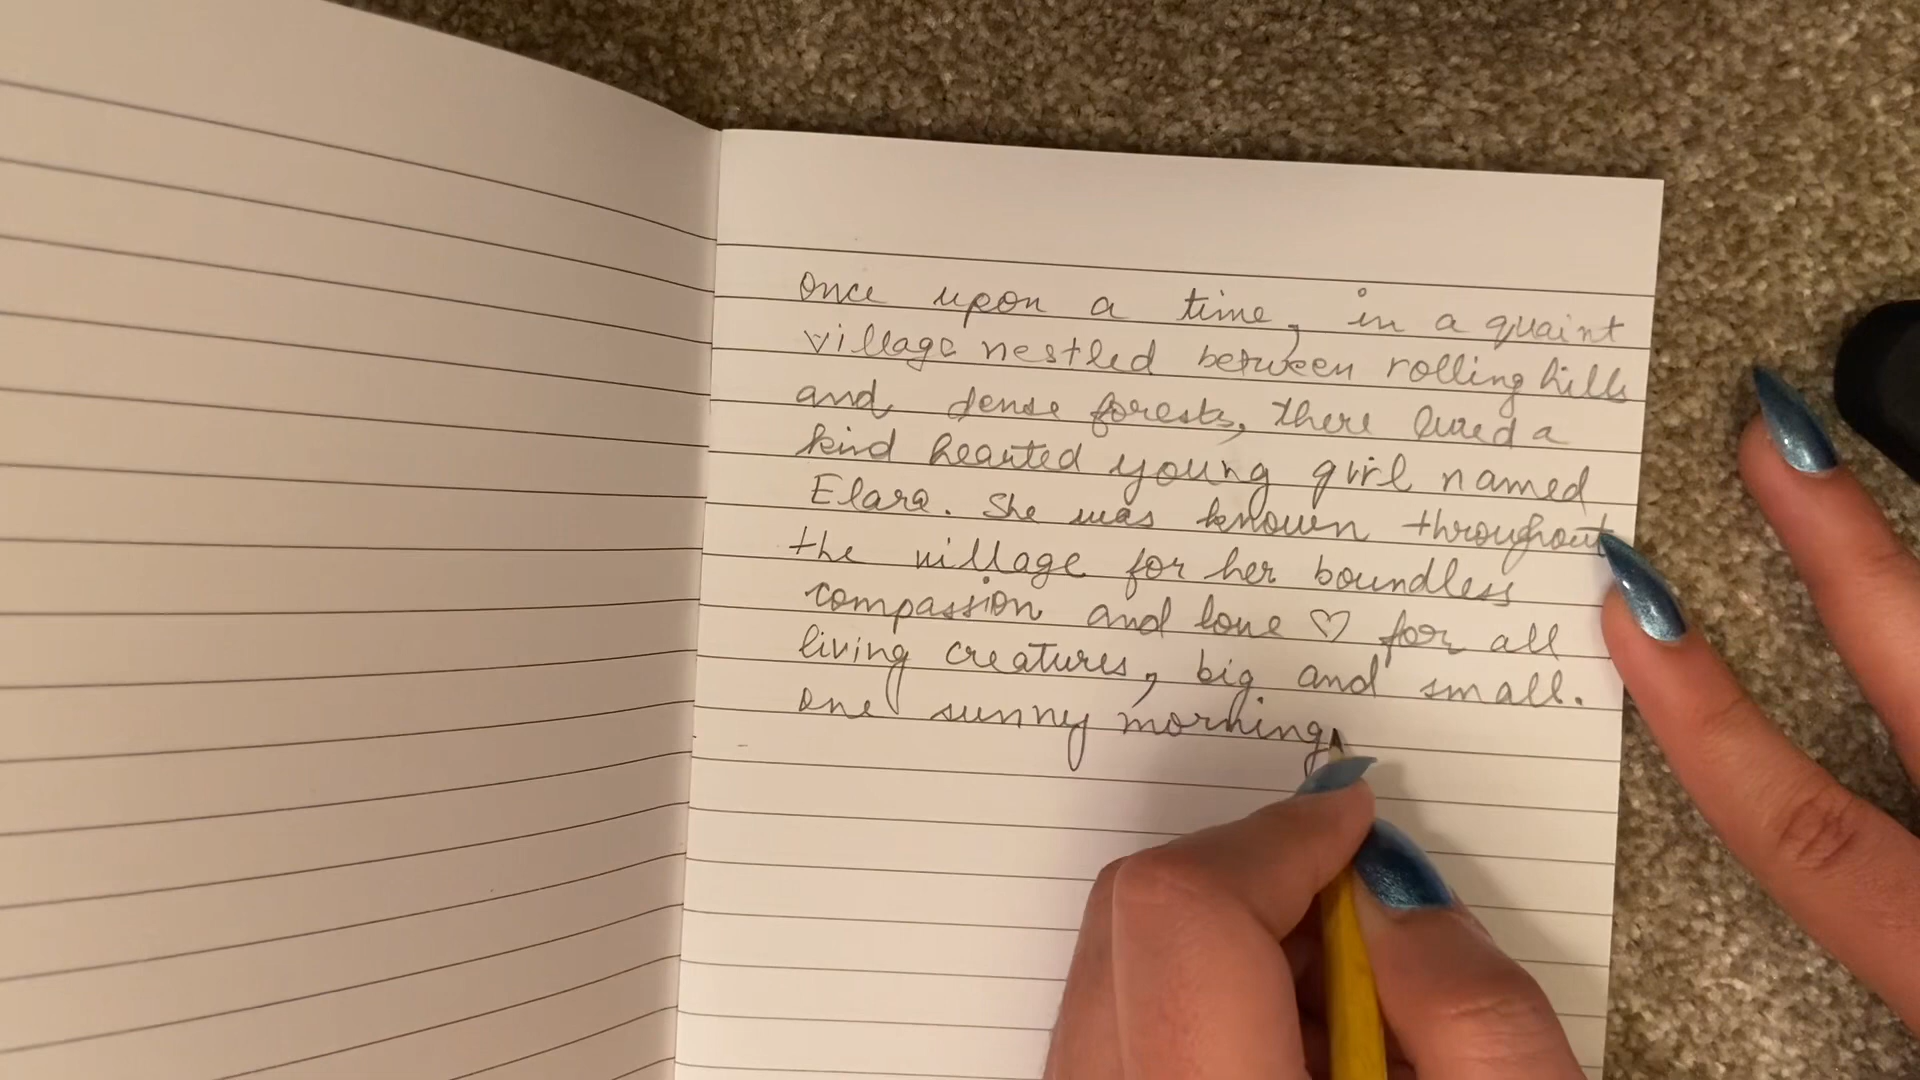 once upon a time, in a quaint
village nestled between rolling hills
and dense forests, there lived a
kind hearted young girl named
Elara. She was known throughout
the village for her boundless
compassion and love ♡ for all
living creatures, big and small.
one sunny morning